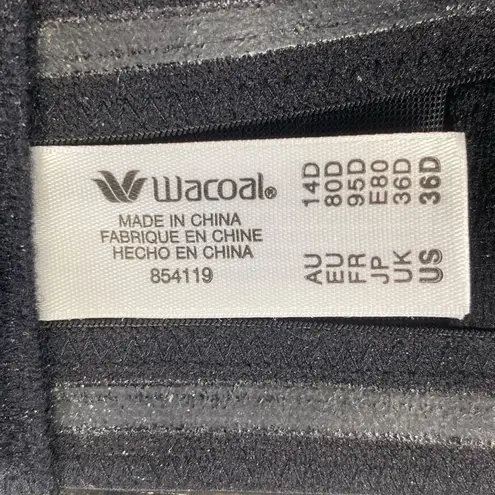 Wacoal®
MADE IN CHINA
FABRIQUE EN CHINE
HECHO EN CHINA
854119
AU 14D
EU 80D
FR 95D
JP E80
UK 36D
US 36D